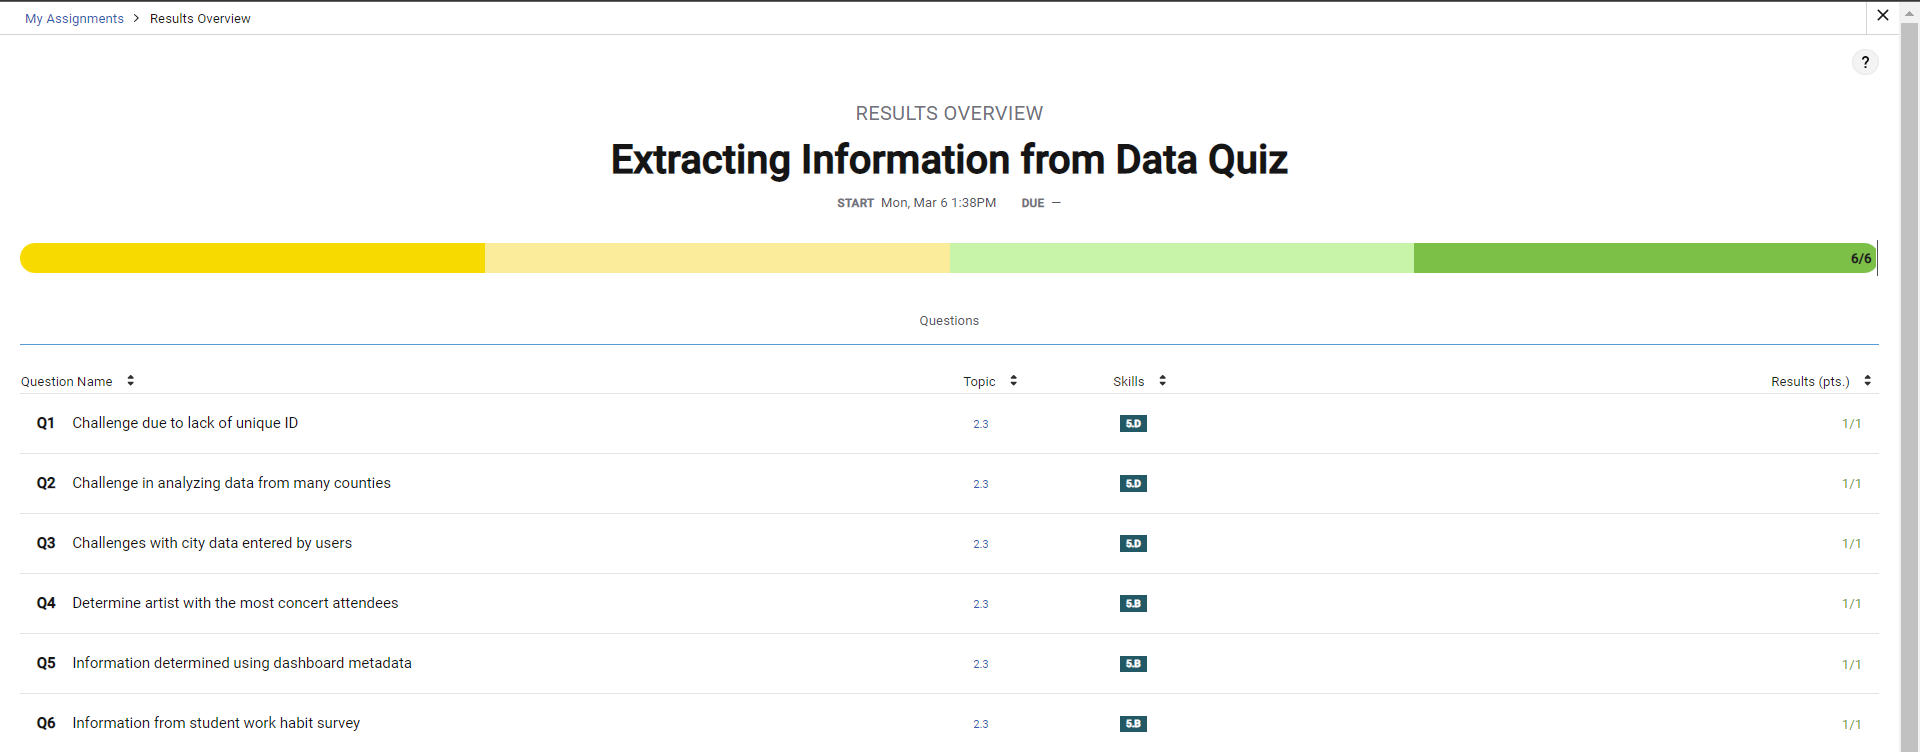 My Assignments > Results Overview
?
RESULTS OVERVIEW
Extracting Information from Data Quiz
START Mon, Mar 6 1:38PM DUE —
6/6
Questions
Question Name Topic Skills Results (pts.)
Q1 Challenge due to lack of unique ID 2.3 5.D 1/1
Q2 Challenge in analyzing data from many counties 2.3 5.D 1/1
Q3 Challenges with city data entered by users 2.3 5.D 1/1
Q4 Determine artist with the most concert attendees 2.3 5.B 1/1
Q5 Information determined using dashboard metadata 2.3 5.B 1/1
Q6 Information from student work habit survey 2.3 5.B 1/1